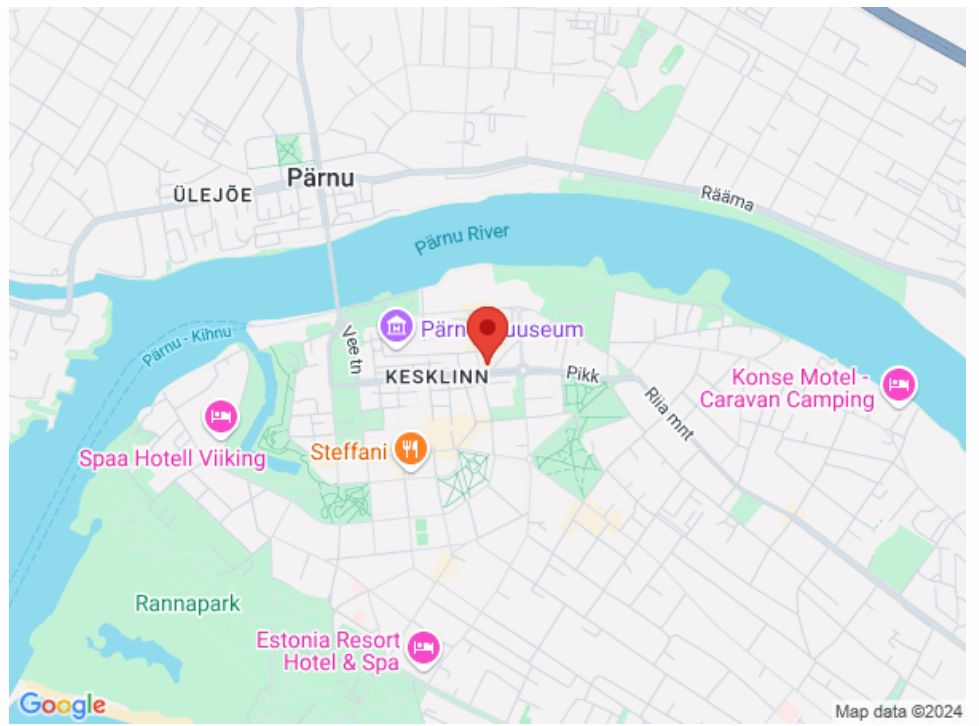 Pärnu
ÜLEJÕE
Rääma
Pärnu River
Pärnu - Kihnu
Vee tn
Pärnu Muuseum
KESKLINN
Pikk
Riia mnt
Konse Motel -
Caravan Camping
Spaa Hotell Viiking
Steffani
Rannapark
Estonia Resort
Hotel & Spa
Google
Map data ©2024